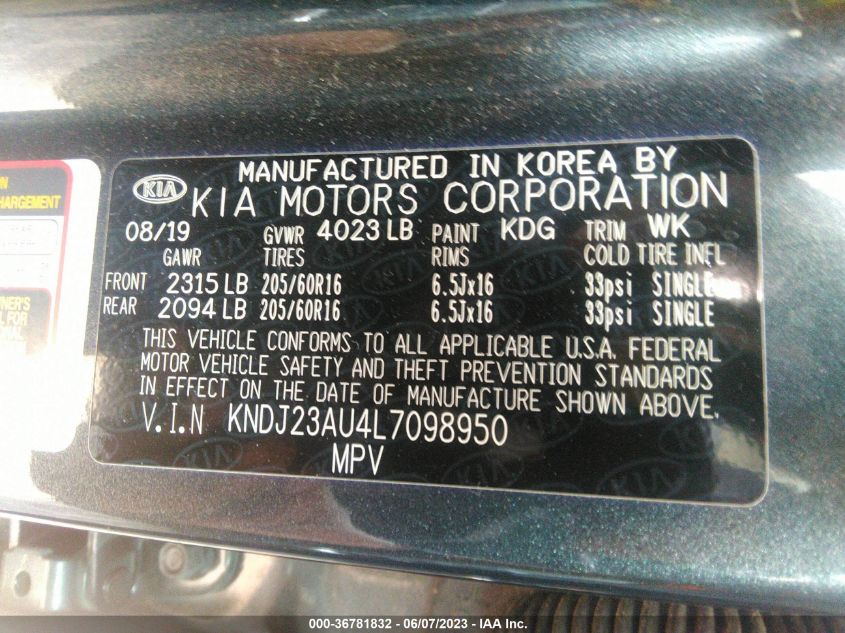 MANUFACTURED IN KOREA BY
KIA KIA MOTORS CORPORATION
08/19 GVWR 4023 LB PAINT KDG TRIM WK
GAWR TIRES RIMS COLD TIRE INFL
FRONT 2315 LB 205/60R16 6.5Jx16 33psi SINGLE
REAR 2094 LB 205/60R16 6.5Jx16 33psi SINGLE
THIS VEHICLE CONFORMS TO ALL APPLICABLE U.S.A. FEDERAL
MOTOR VEHICLE SAFETY AND THEFT PREVENTION STANDARDS
IN EFFECT ON THE DATE OF MANUFACTURE SHOWN ABOVE.
V.I.N KNDJ23AU4L7098950
MPV
000-36781832 - 06/07/2023 - IAA Inc.